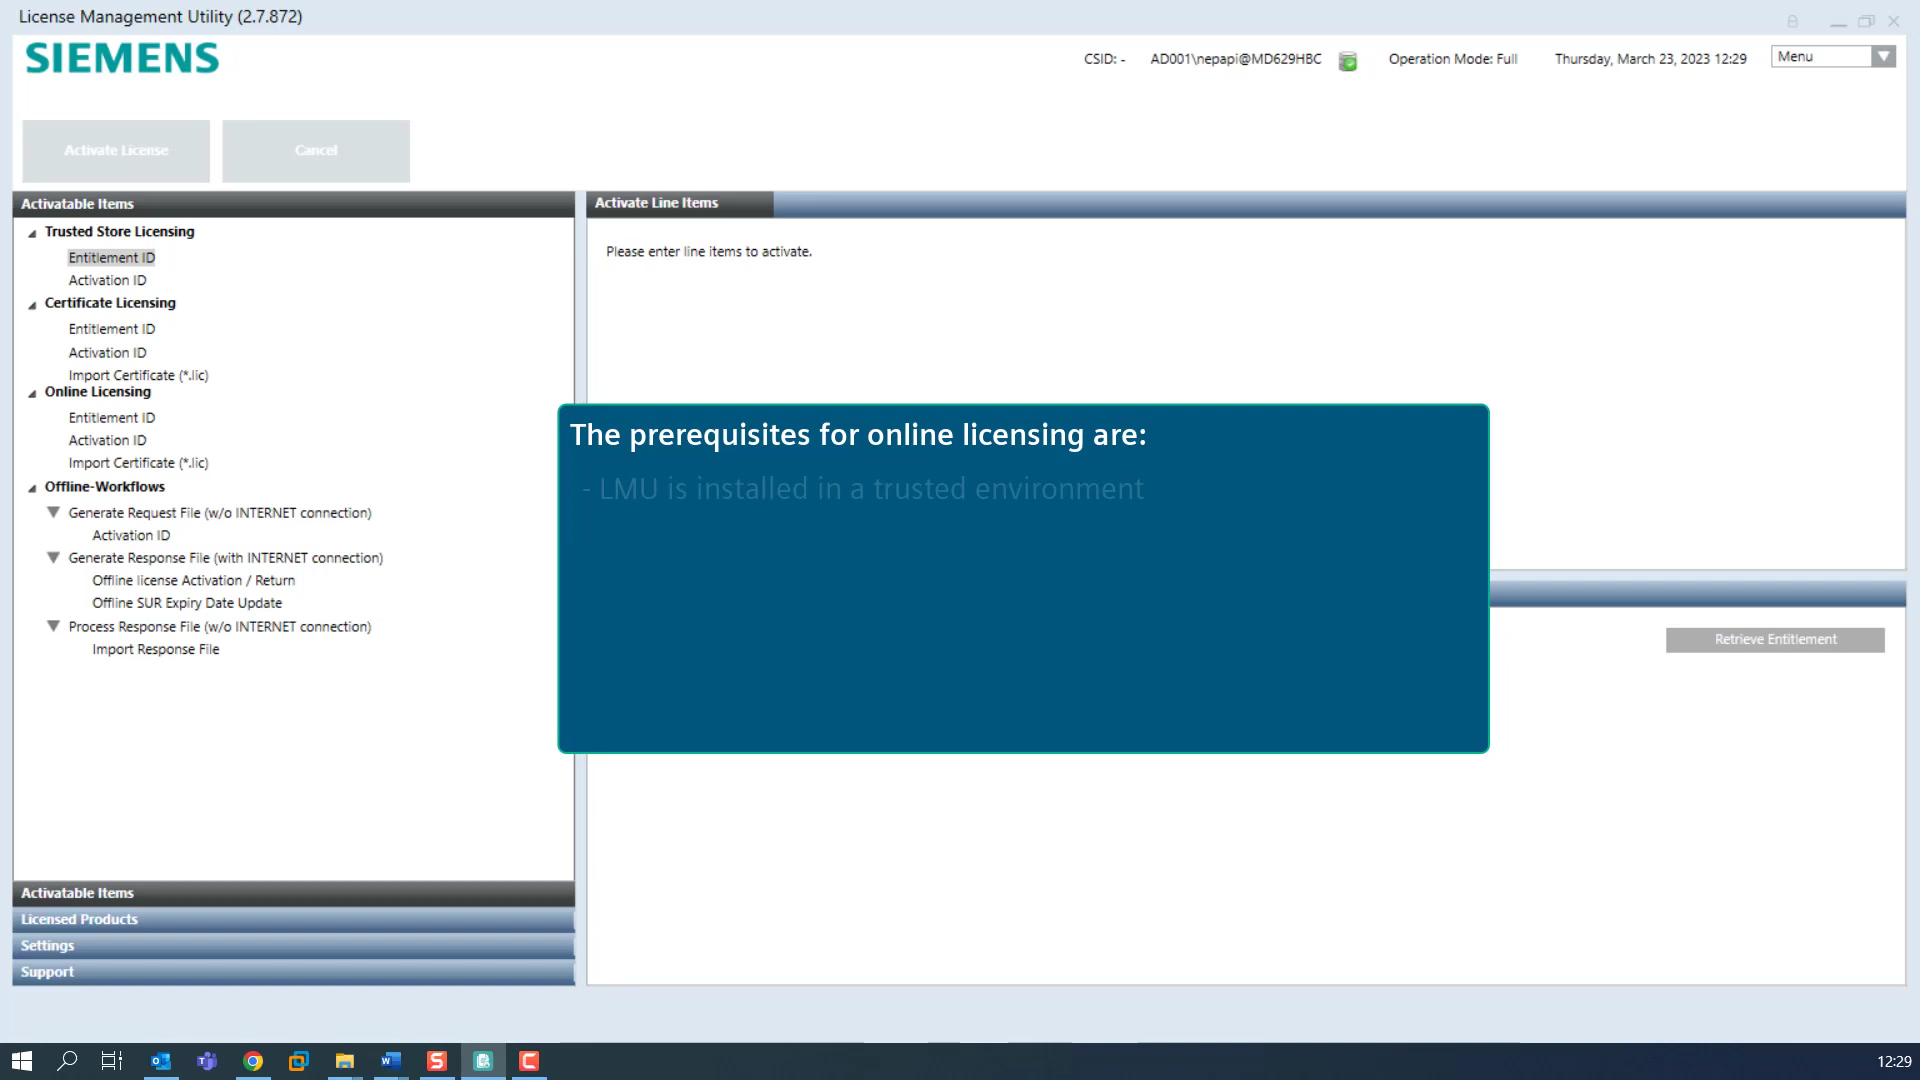 License Management Utility (2.7.872)
SIEMENS
CSID: - AD001\nepapi@MD629HBC Operation Mode: Full Thursday, March 23, 2023 12:29 Menu
Activate License Cancel
Activatable Items
Trusted Store Licensing
Entitlement ID
Activation ID
Certificate Licensing
Entitlement ID
Activation ID
Import Certificate (*.lic)
Online Licensing
Entitlement ID
Activation ID
Import Certificate (*.lic)
Offline-Workflows
Generate Request File (w/o INTERNET connection)
Activation ID
Generate Response File (with INTERNET connection)
Offline license Activation / Return
Offline SUR Expiry Date Update
Process Response File (w/o INTERNET connection)
Import Response File
Activatable Items
Licensed Products
Settings
Support
Activate Line Items
Please enter line items to activate.
The prerequisites for online licensing are:
- LMU is installed in a trusted environment
Retrieve Entitlement
12:29